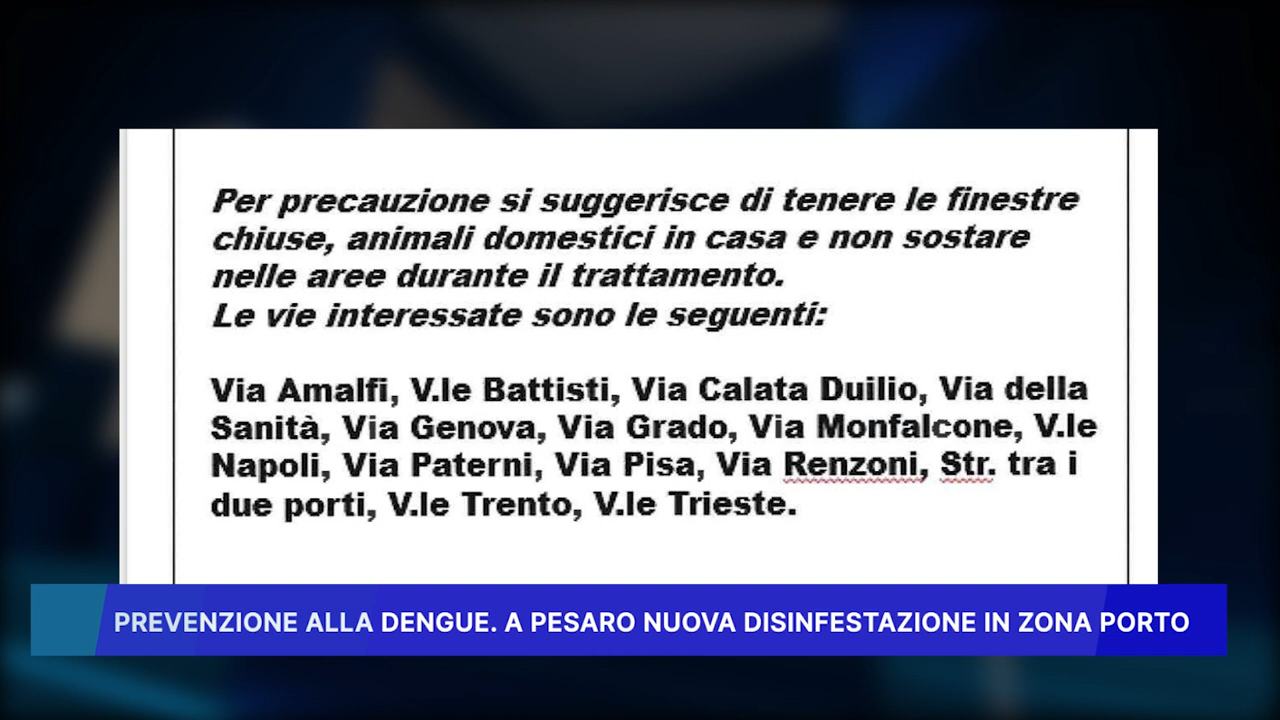 Per precauzione si suggerisce di tenere le finestre
chiuse, animali domestici in casa e non sostare
nelle aree durante il trattamento.
Le vie interessate sono le seguenti:
Via Amalfi, V.le Battisti, Via Calata Duilio, Via della
Sanità, Via Genova, Via Grado, Via Monfalcone, V.le
Napoli, Via Paterni, Via Pisa, Via Renzoni, Str. tra i
due porti, V.le Trento, V.le Trieste.
PREVENZIONE ALLA DENGUE. A PESARO NUOVA DISINFESTAZIONE IN ZONA PORTO